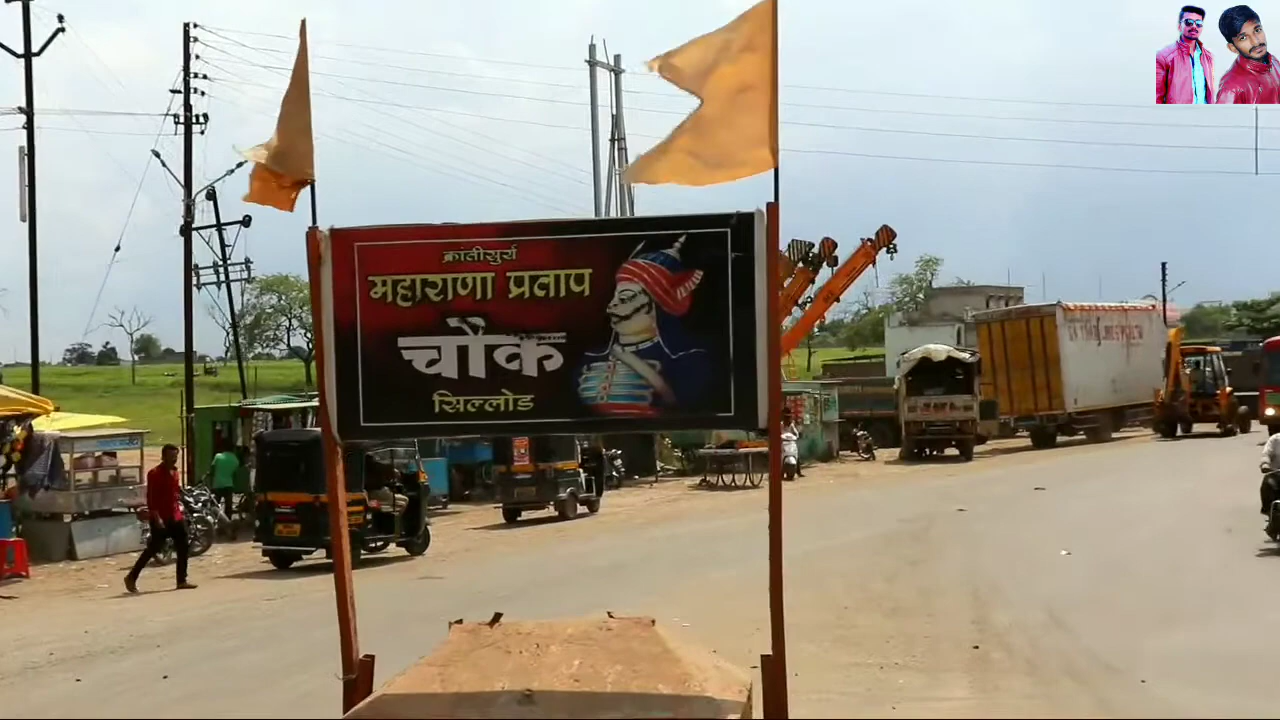 क्रांतीसुर्य
महाराणा प्रताप
चौक
सिल्लोड